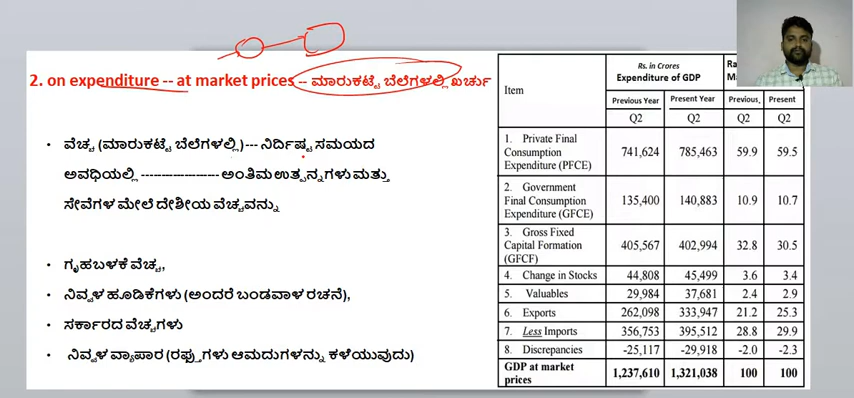 2. on expenditure -- at market prices -- ಮಾರುಕಟ್ಟೆ ಬೆಲೆಗಳಲ್ಲಿ ಖರ್ಚು
• ವೆಚ್ಚ (ಮಾರುಕಟ್ಟೆ ಬೆಲೆಗಳಲ್ಲಿ)--- ನಿರ್ದಿಷ್ಟ ಸಮಯದ
ಅವಧಿಯಲ್ಲಿ -------------------- ಅಂತಿಮ ಉತ್ಪನ್ನಗಳು ಮತ್ತು
ಸೇವೆಗಳ ಮೇಲೆ ದೇಶೀಯ ವೆಚ್ಚವನ್ನು
• ಗೃಹಬಳಕೆ ವೆಚ್ಚ,
• ನಿವ್ವಳ ಹೂಡಿಕೆಗಳು (ಅಂದರೆ ಬಂಡವಾಳ ರಚನೆ),
• ಸರ್ಕಾರದ ವೆಚ್ಚಗಳು
• ನಿವ್ವಳ ವ್ಯಾಪಾರ (ರಫ್ತುಗಳು ಆಮದುಗಳನ್ನು ಕಳೆಯುವುದು)
Rs. in Crores
Item Expenditure of GDP
Previous Year Present Year Previous, Present
Q2 Q2 Q2 Q2
1. Private Final
Consumption 741,624 785,463 59.9 59.5
Expenditure (PFCE)
2. Government
Final Consumption 135,400 140,883 10.9 10.7
Expenditure (GFCE)
3. Gross Fixed
Capital Formation 405,567 402,994 32.8 30.5
(GFCF)
4. Change in Stocks 44,808 45,499 3.6 3.4
5. Valuables 29,984 37,681 2.4 2.9
6. Exports 262,098 333,947 21.2 25.3
7. Less Imports 356,753 395,512 28.8 29.9
8. Discrepancies -25,117 -29,918 -2.0 -2.3
GDP at market 1,237,610 1,321,038 100 100
prices